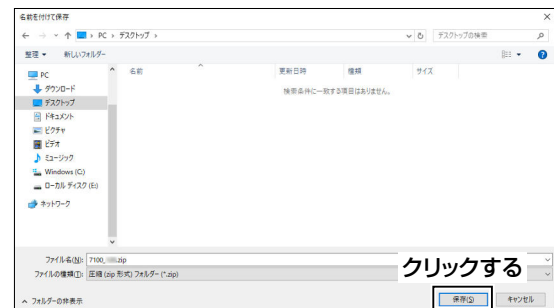 名前を付けて保存
PC › デスクトップ ›
デスクトップの検索
整理 新しいフォルダー
PC
ダウンロード
デスクトップ
ドキュメント
ピクチャ
ビデオ
ミュージック
Windows (C:)
ローカル ディスク (E:)
ネットワーク
名前 更新日時 種類 サイズ
検索条件に一致する項目はありません。
ファイル名(N): 7100_ .zip
ファイルの種類(T): 圧縮 (zip 形式) フォルダー (*.zip)
クリックする
フォルダーの非表示
保存(S) キャンセル